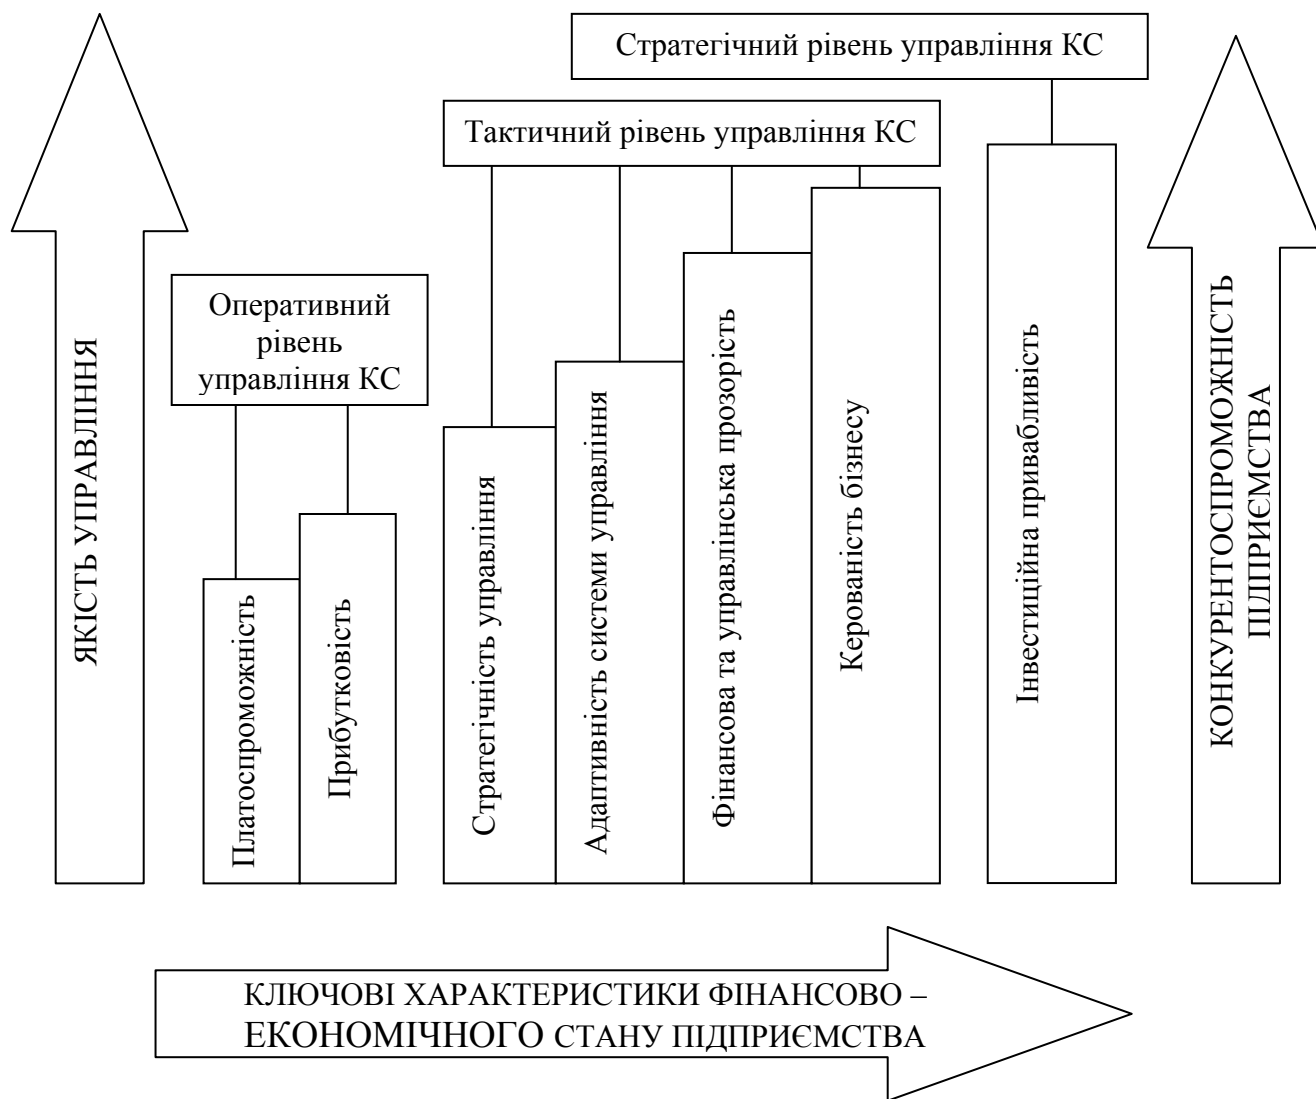 Стратегічний рівень управління КС
Тактичний рівень управління КС
Оперативний
рівень
управління КС
ЯКІСТЬ УПРАВЛІННЯ
Платоспроможність
Прибутковість
Стратегічність управління
Адаптивність системи управління
Фінансова та управлінська прозорість
Керованість бізнесу
Інвестиційна привабливість
КОНКУРЕНТОСПРОМОЖНІСТЬ
ПІДПРИЄМСТВА
КЛЮЧОВІ ХАРАКТЕРИСТИКИ ФІНАНСОВО –
ЕКОНОМІЧНОГО СТАНУ ПІДПРИЄМСТВА